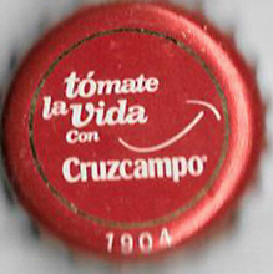 tómate
la vida
con
Cruzcampo®
1904